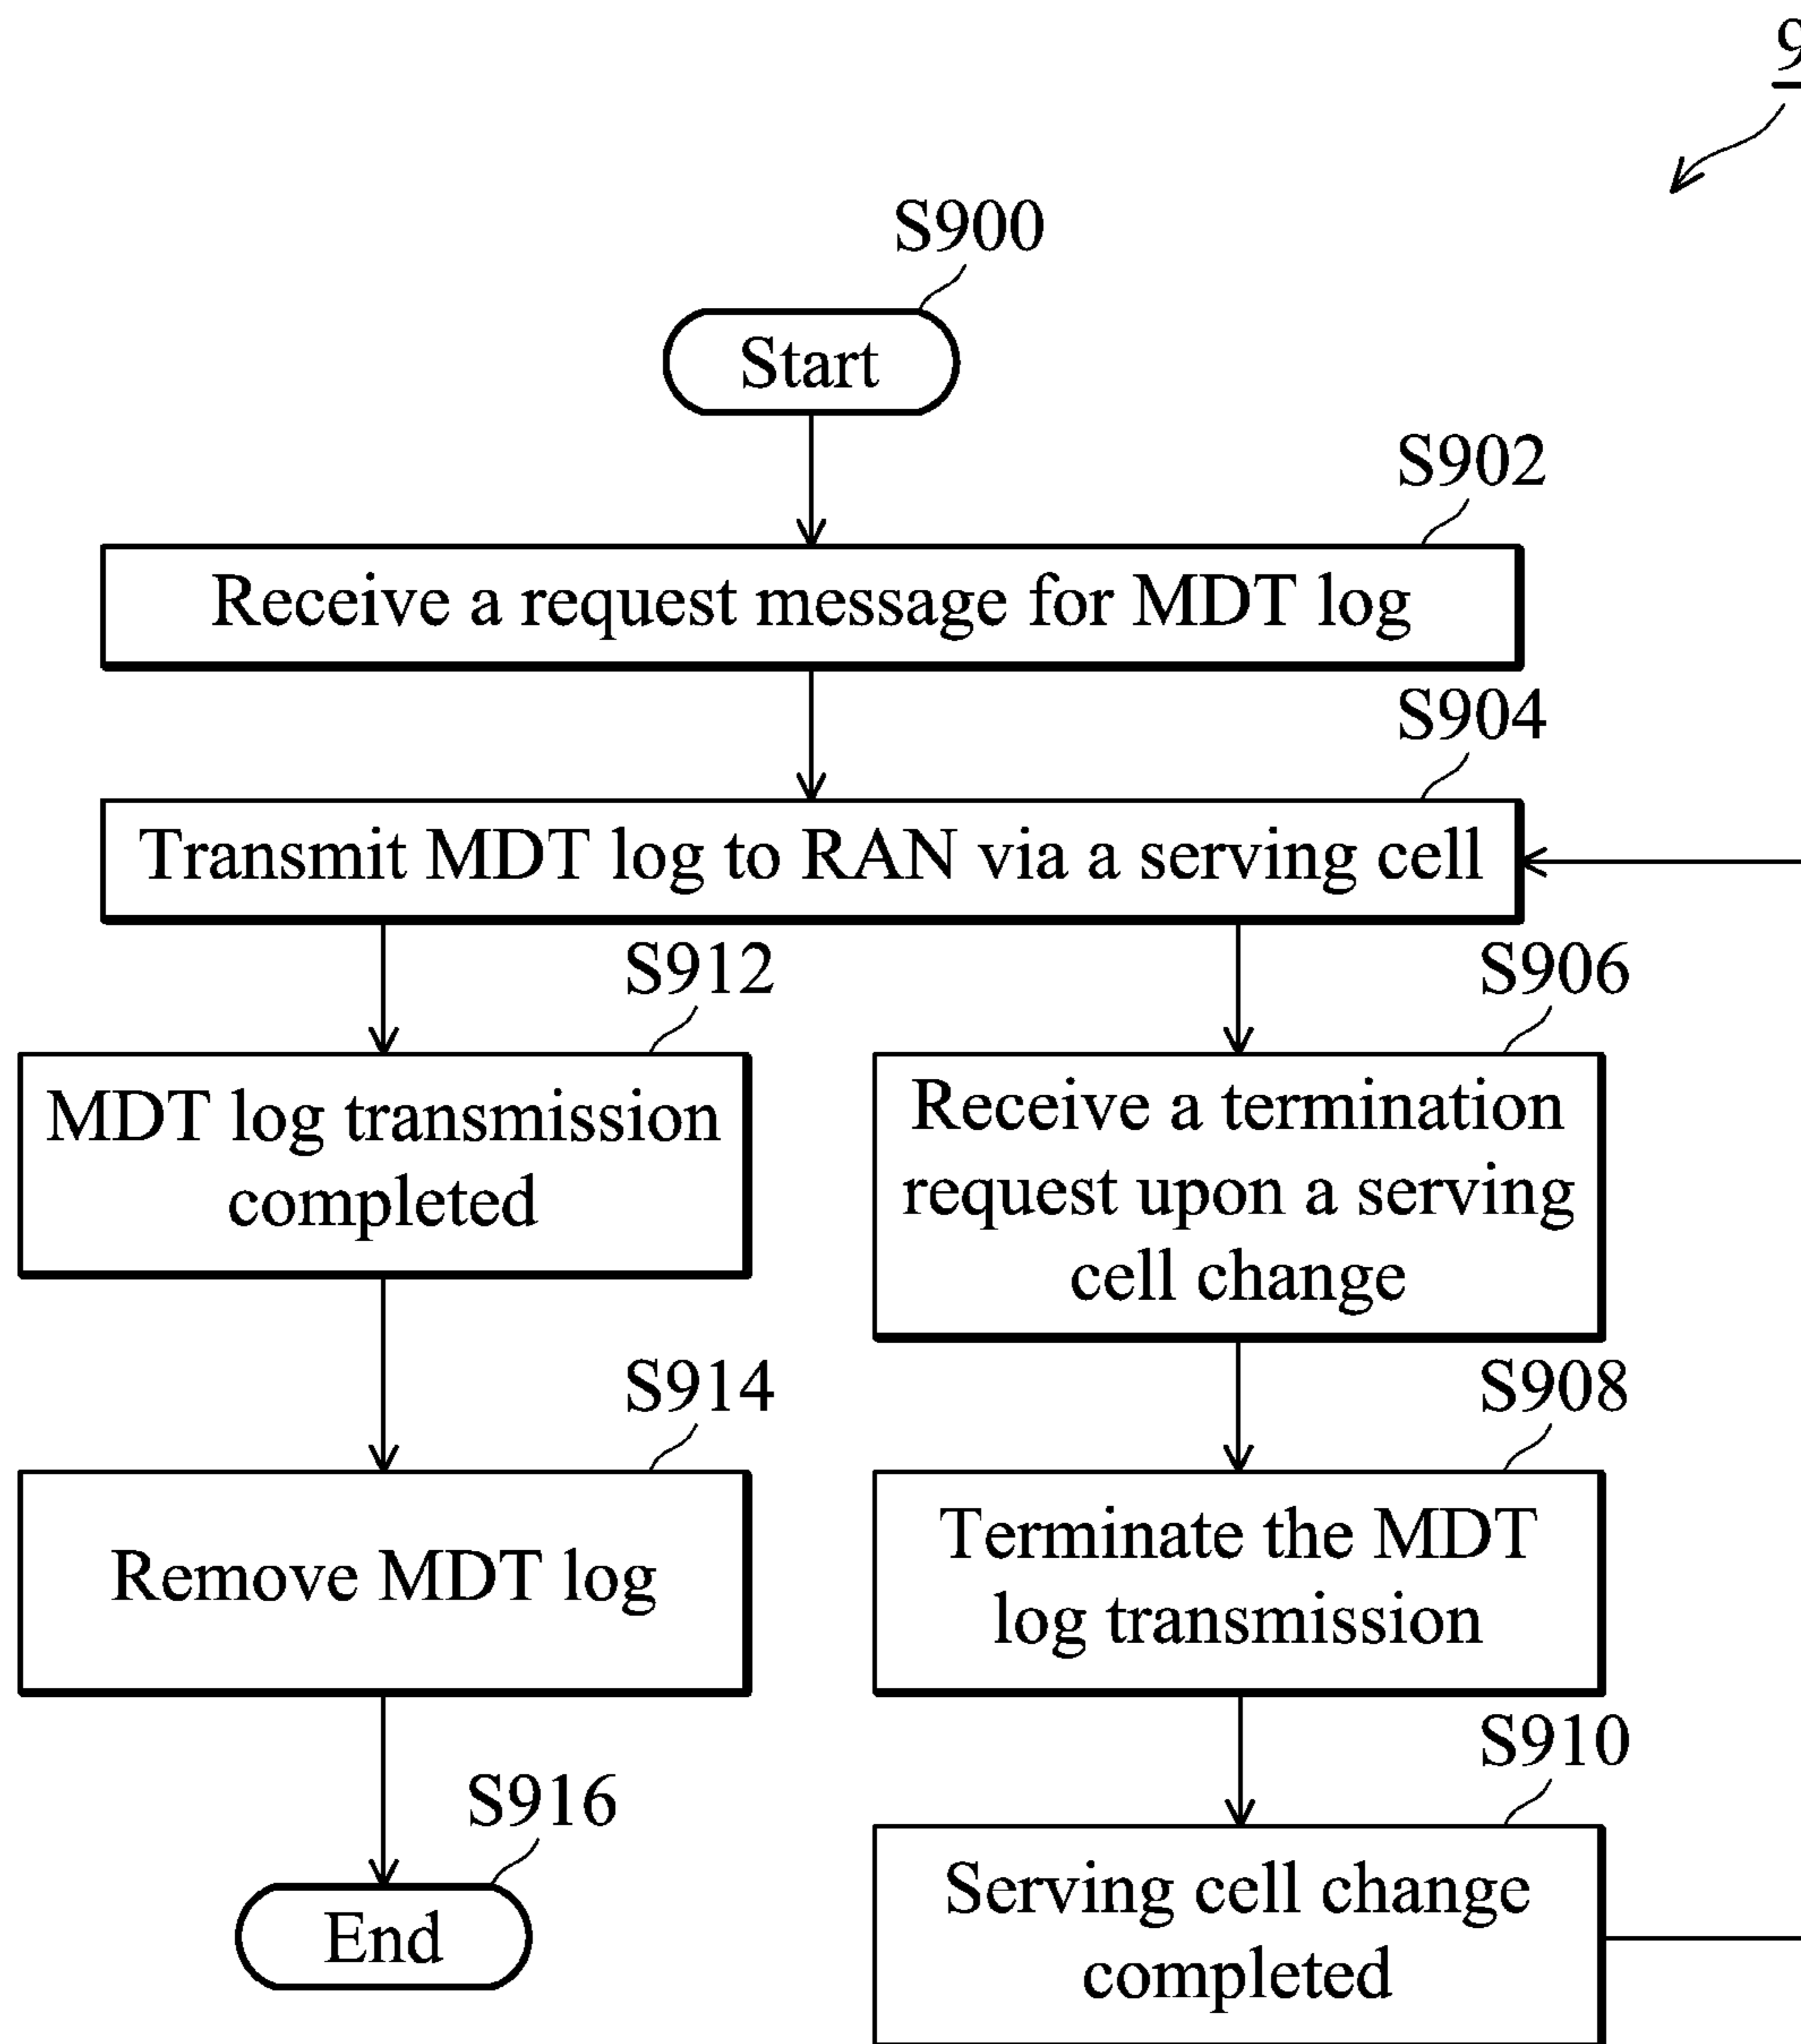 9
S900
Start
S902
Receive a request message for MDT log
S904
Transmit MDT log to RAN via a serving cell
S912
MDT log transmission
completed
S906
Receive a termination
request upon a serving
cell change
S914
Remove MDT log
S908
Terminate the MDT
log transmission
S916
End
S910
Serving cell change
completed